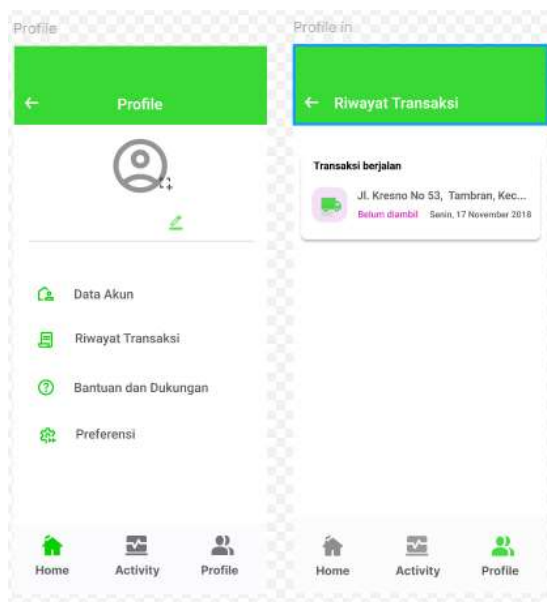 Profile
Profile
Data Akun
Riwayat Transaksi
Bantuan dan Dukungan
Preferensi
Home Activity Profile
Profile in
Riwayat Transaksi
Transaksi berjalan
Jl. Kresno No 53, Tambran, Kec...
Belum diambil Senin, 17 November 2018
Home Activity Profile